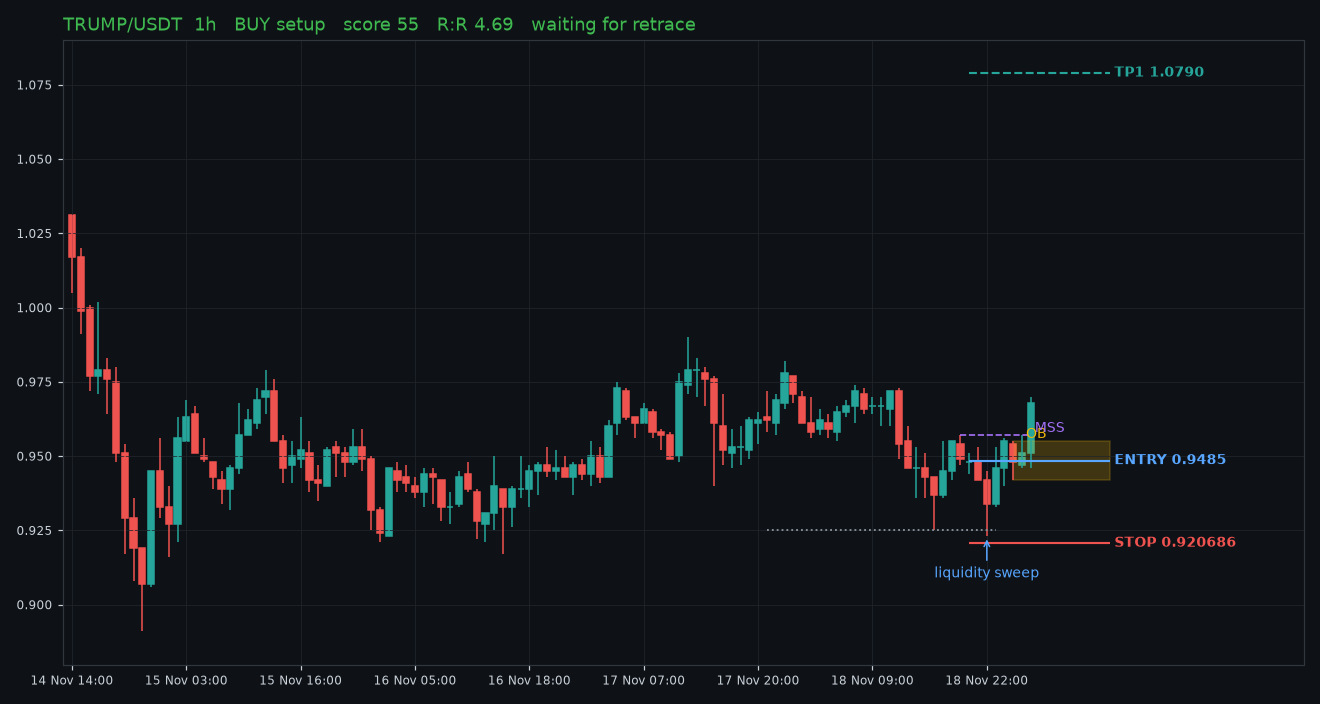 TRUMP/USDT 1h BUY setup score 55 R:R 4.69 waiting for retrace
TP1 1.0790
1.075
1.050
1.025
1.000
0.975
MSS
OB
0.950
ENTRY 0.9485
0.925
STOP 0.920686
liquidity sweep
0.900
14 Nov 14:00
15 Nov 03:00
15 Nov 16:00
16 Nov 05:00
16 Nov 18:00
17 Nov 07:00
17 Nov 20:00
18 Nov 09:00
18 Nov 22:00